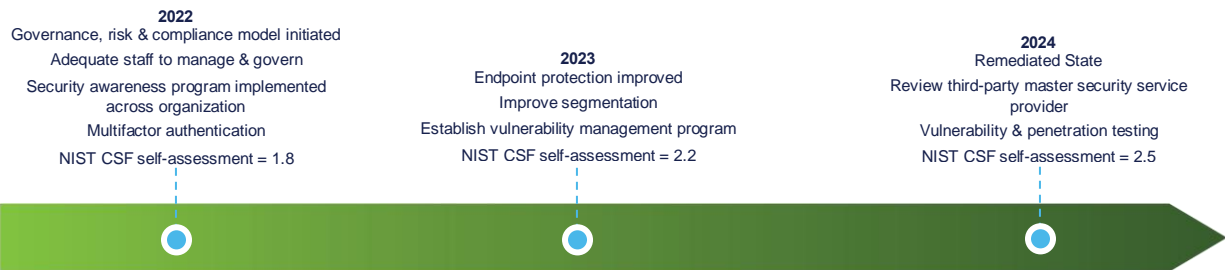 2022
Governance, risk & compliance model initiated
Adequate staff to manage & govern
Security awareness program implemented
across organization
Multifactor authentication
NIST CSF self-assessment = 1.8
2023
Endpoint protection improved
Improve segmentation
Establish vulnerability management program
NIST CSF self-assessment = 2.2
2024
Remediated State
Review third-party master security service
provider
Vulnerability & penetration testing
NIST CSF self-assessment = 2.5